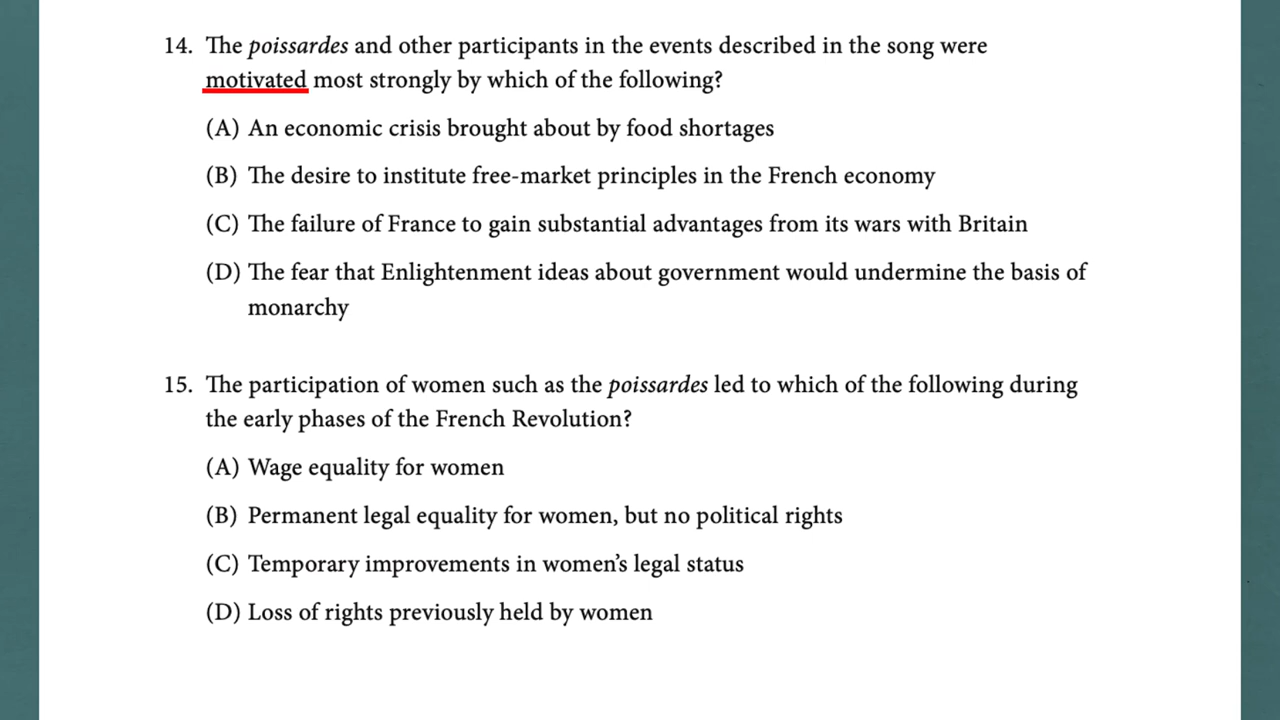 14. The poissardes and other participants in the events described in the song were
motivated most strongly by which of the following?
(A) An economic crisis brought about by food shortages
(B) The desire to institute free-market principles in the French economy
(C) The failure of France to gain substantial advantages from its wars with Britain
(D) The fear that Enlightenment ideas about government would undermine the basis of
monarchy
15. The participation of women such as the poissardes led to which of the following during
the early phases of the French Revolution?
(A) Wage equality for women
(B) Permanent legal equality for women, but no political rights
(C) Temporary improvements in women’s legal status
(D) Loss of rights previously held by women